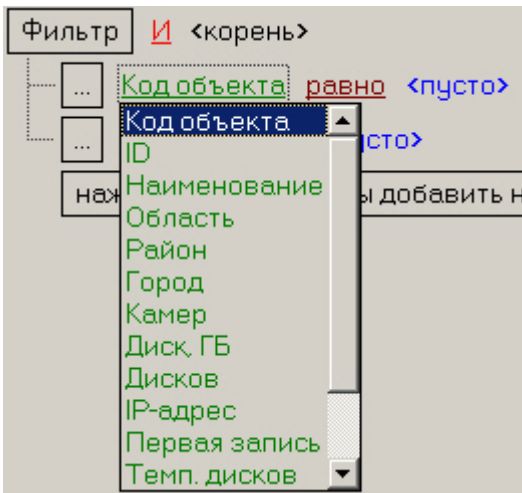 Фильтр И <корень>
... Код объекта равно <пусто>
Код объекта
... сто>
ID
Наименование
наж ы добавить н
Область
Район
Город
Камер
Диск, ГБ
Дисков
IP-адрес
Первая запись
Темп. дисков